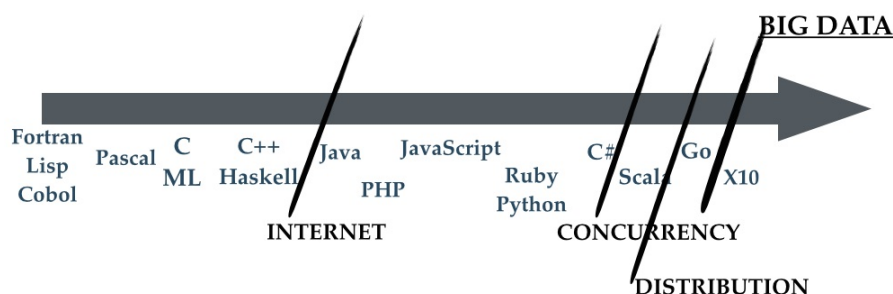 BIG DATA
Fortran
Lisp
Cobol
Pascal
C
ML
C++
Haskell
Java
PHP
JavaScript
Ruby
Python
C#
Scala
Go
X10
INTERNET
CONCURRENCY
DISTRIBUTION